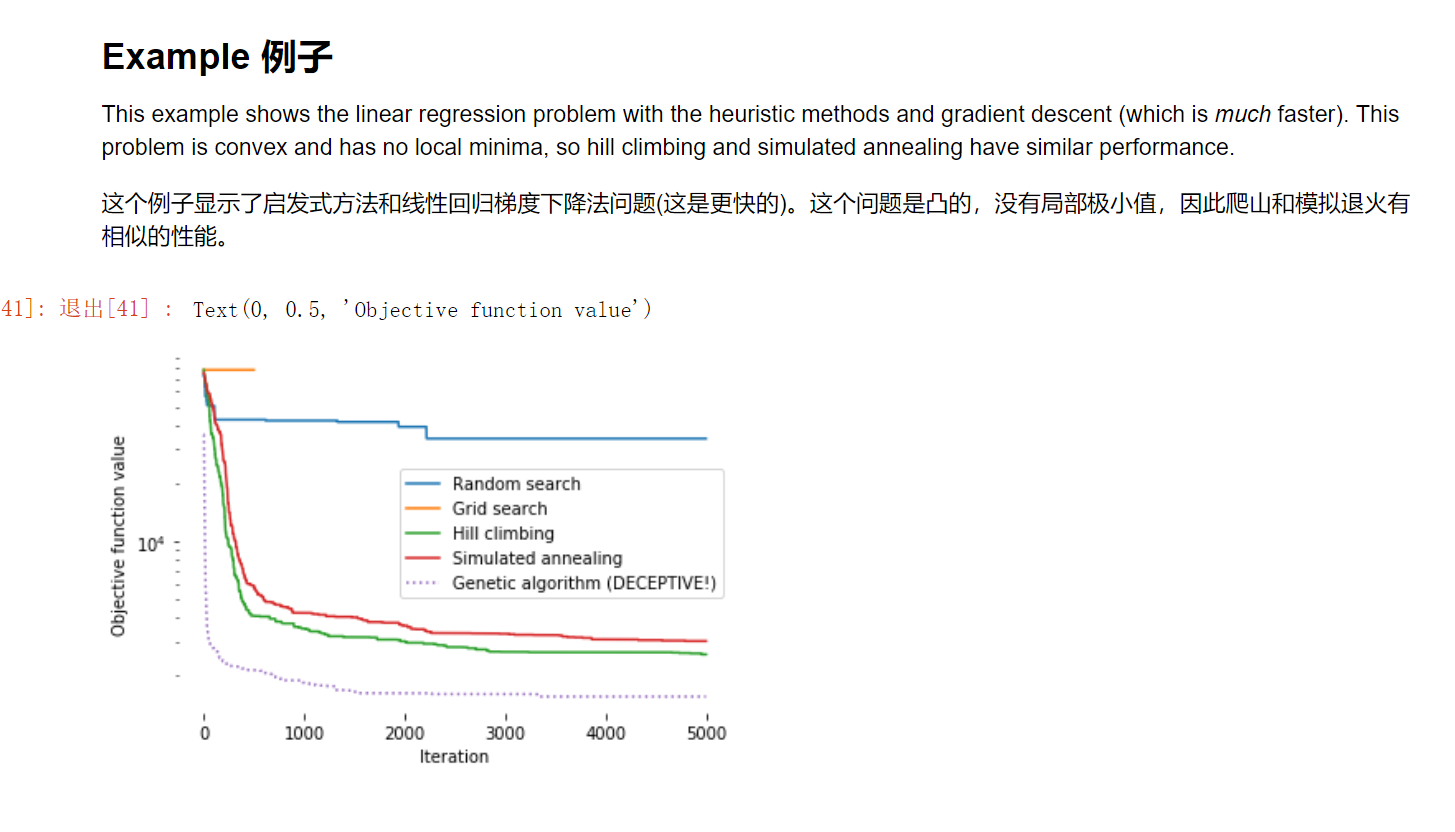 Example 例子
This example shows the linear regression problem with the heuristic methods and gradient descent (which is much faster). This
problem is convex and has no local minima, so hill climbing and simulated annealing have similar performance.
这个例子显示了启发式方法和线性回归梯度下降法问题(这是更快的)。这个问题是凸的，没有局部极小值，因此爬山和模拟退火有
相似的性能。
41]: 退出[41] : Text(0, 0.5, 'Objective function value')
Objective function value
10⁴
Random search
Grid search
Hill climbing
Simulated annealing
Genetic algorithm (DECEPTIVE!)
0 1000 2000 3000 4000 5000
Iteration